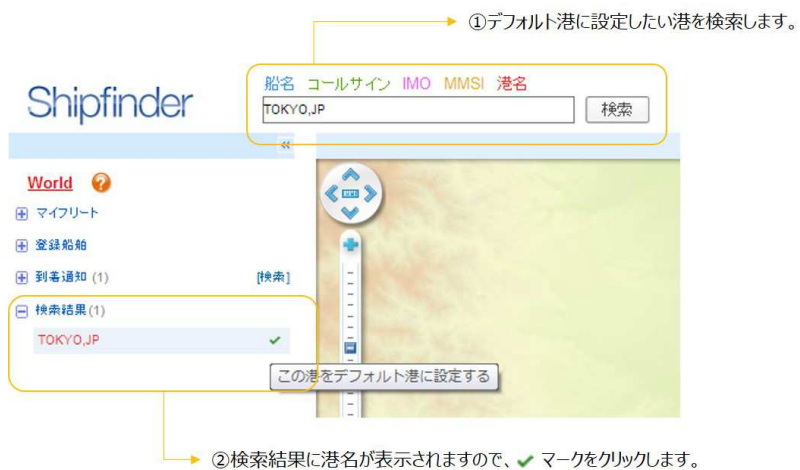 ①デフォルト港に設定したい港を検索します。
船名 コールサイン IMO MMSI 港名
Shipfinder
TOKYO,JP
検索
«
World ?
マイフリート
登録船舶
到着通知 (1) [検索]
検索結果(1)
TOKYO,JP
この港をデフォルト港に設定する
②検索結果に港名が表示されますので、✓ マークをクリックします。